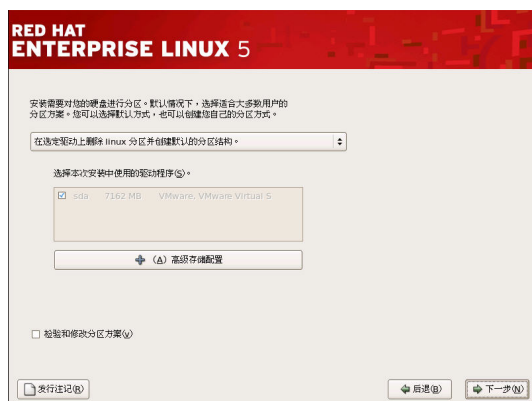 RED HAT
ENTERPRISE LINUX 5
安装需要对您的硬盘进行分区。默认情况下，选择适合大多数用户的
分区方案。您可以选择默认方式，也可以创建您自己的分区方式。
在选定驱动上删除 linux 分区并创建默认的分区结构。
选择本次安装中使用的驱动程序(S)。
sda 7162 MB VMware, VMware Virtual S
(A) 高级存储配置
检验和修改分区方案(v)
发行注记(R)
后退(B)
下一步(N)